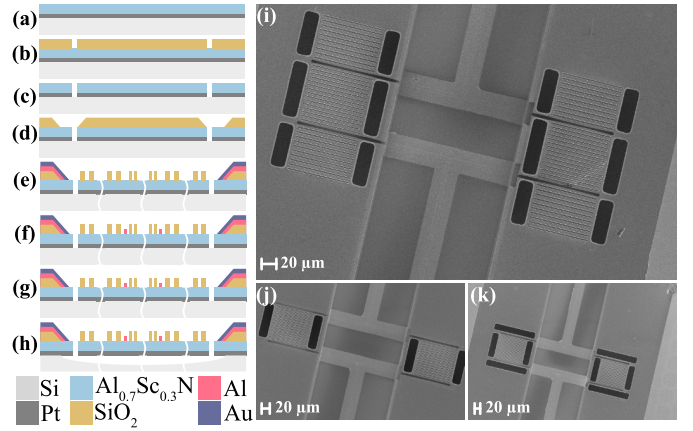 (a)
(b)
(c)
(d)
(e)
(f)
(g)
(h)
Si Al₀.₇Sc₀.₃N Al
Pt SiO₂ Au
(i)
20 μm
(j)
20 μm
(k)
20 μm